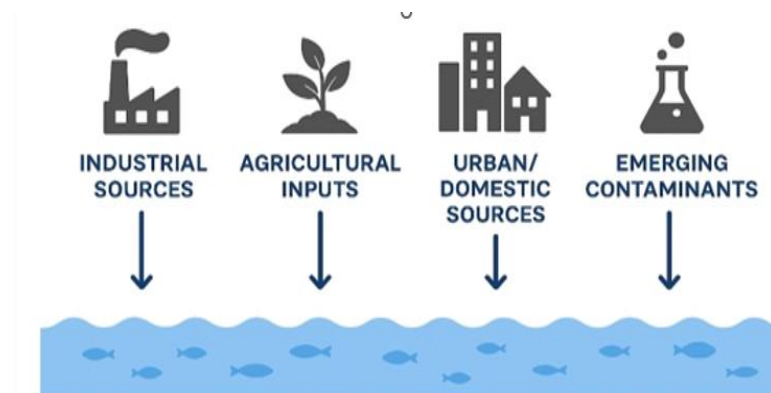 INDUSTRIAL
SOURCES
AGRICULTURAL
INPUTS
URBAN/
DOMESTIC
SOURCES
EMERGING
CONTAMINANTS